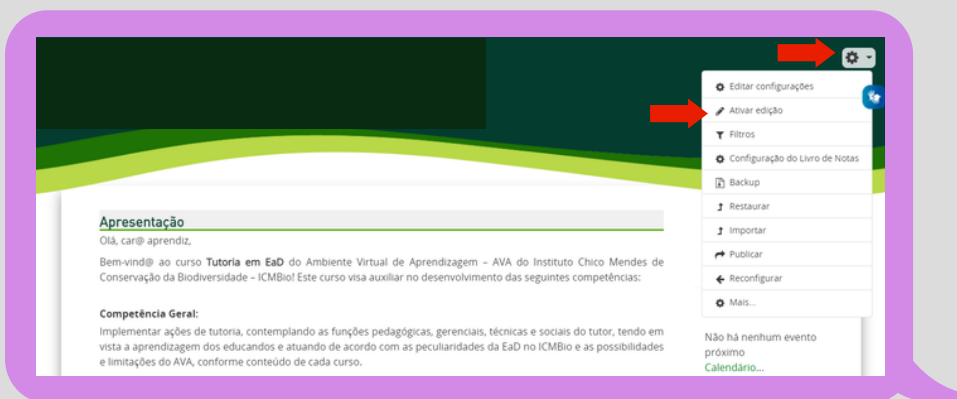 Editar configurações
Ativar edição
Filtros
Configuração do Livro de Notas
Backup
Restaurar
Importar
Publicar
Reconfigurar
Mais...
Apresentação
Olá, car@ aprendiz,
Bem-vind@ ao curso Tutoria em EaD do Ambiente Virtual de Aprendizagem – AVA do Instituto Chico Mendes de
Conservação da Biodiversidade – ICMBio! Este curso visa auxiliar no desenvolvimento das seguintes competências:
Competência Geral:
Implementar ações de tutoria, contemplando as funções pedagógicas, gerenciais, técnicas e sociais do tutor, tendo em
vista a aprendizagem dos educandos e atuando de acordo com as peculiaridades da EaD no ICMBio e as possibilidades
e limitações do AVA, conforme conteúdo de cada curso.
Não há nenhum evento
próximo
Calendário...